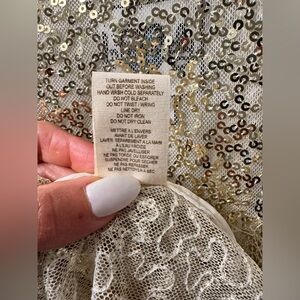 TURN GARMENT INSIDE
OUT BEFORE WASHING
HAND WASH COLD SEPARATELY
DO NOT BLEACH
DO NOT TWIST / WRING
LINE DRY
DO NOT IRON
DO NOT DRY CLEAN
METTRE A L'ENVERS
AVANT DE LAVER
LAVER SEPAREMENT A LA MAIN
A L'EAU FROIDE
NE PAS JAVELLISER
NE PAS TORDRE OU ESSORER
SUSPENDRE POUR SECHER
NE PAS REPASSER
NE PAS NETTOYER A SEC